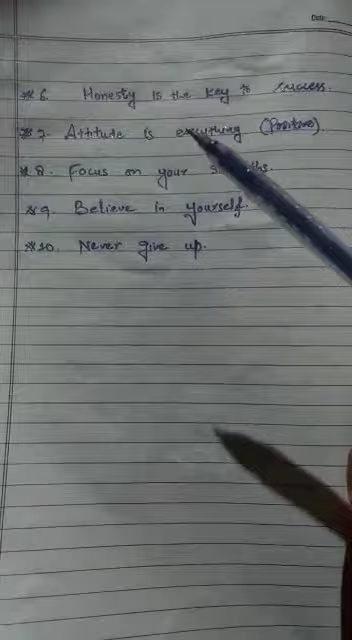 Date:
*6. Honesty is the key to success.
*7. Attitude is everything (Positive).
*8. Focus on your
*9. Believe in yourself.
*10. Never give up.